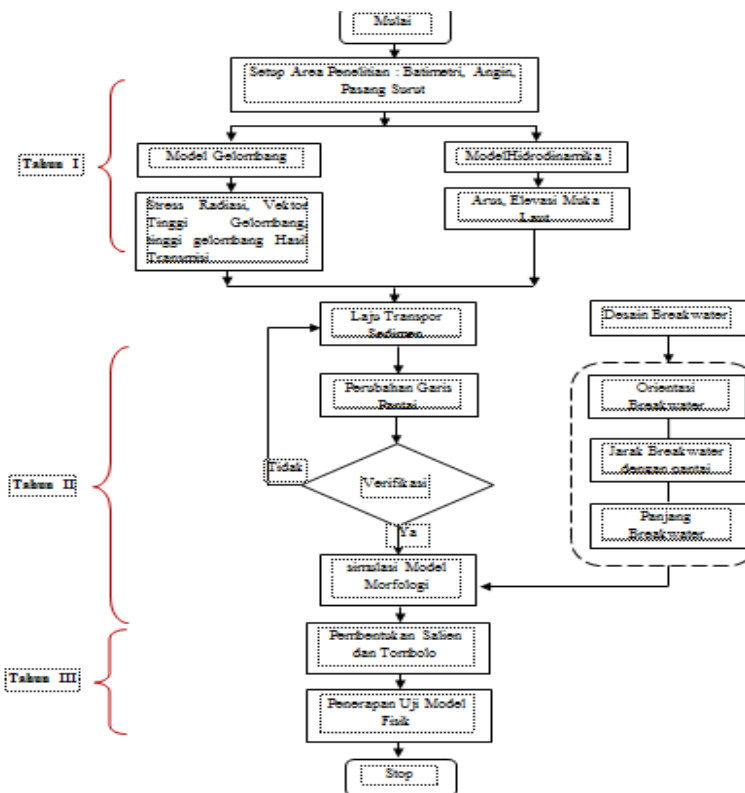 Mulai
Setup Area Penelitian : Batimetri, Angin,
Pasang Surut
Tahun I
Model Gelombang
ModelHidrodinamika
Stress Radiasi, Vektor
Tinggi Gelombang,
tinggi gelombang Hasil
Transmisi
Arus, Elevasi Muka
Laut
Laju Transpor
Sedimen
Desain Breakwater
Perubahan Garis
Pantai
Orientasi
Breakwater
Tidak
Verifikasi
Jarak Breakwater
dengan pantai
Tahun II
Ya
Panjang
Breakwater
simulasi Model
Morfologi
Pembentukan Salien
dan Tombolo
Tahun III
Penerapan Uji Model
Fisik
Stop